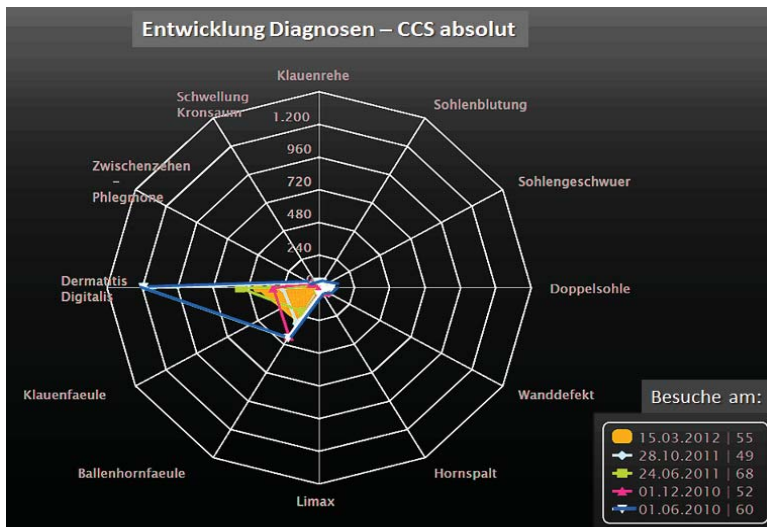 Entwicklung Diagnosen – CCS absolut
Klauenrehe
Schwellung
Kronsaum
Sohlenblutung
1.200
960
Zwischenzehen
–
Phlegmone
720
Sohlengeschwuer
480
240
0
Dermatitis
Digitalis
Doppelsohle
Klauenfaeule
Wanddefekt
Ballenhornfaeule
Hornspalt
Limax
Besuche am:
15.03.2012 | 55
28.10.2011 | 49
24.06.2011 | 68
01.12.2010 | 52
01.06.2010 | 60